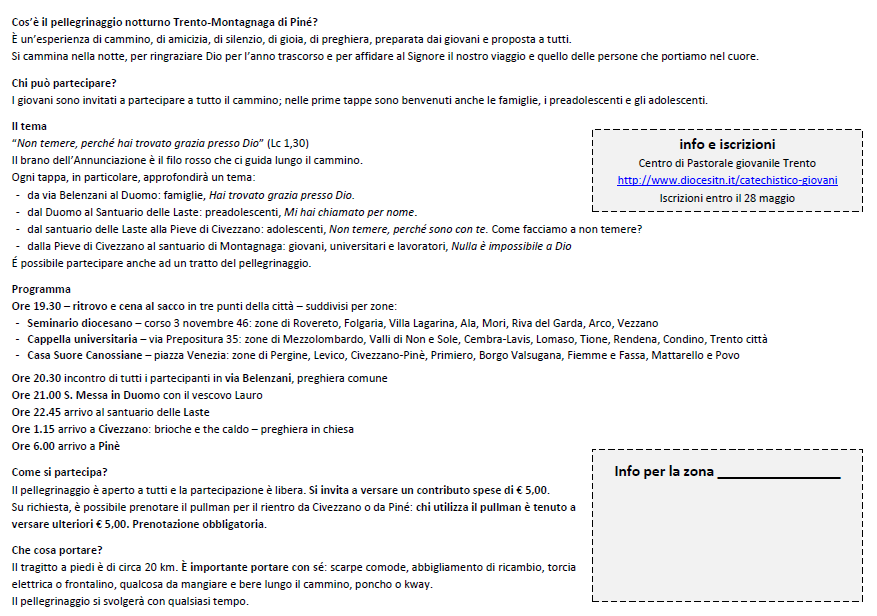 Cos'è il pellegrinaggio notturno Trento-Montagnaga di Piné?
È un'esperienza di cammino, di amicizia, di silenzio, di gioia, di preghiera, preparata dai giovani e proposta a tutti.
Si cammina nella notte, per ringraziare Dio per l'anno trascorso e per affidare al Signore il nostro viaggio e quello delle persone che portiamo nel cuore.
Chi può partecipare?
I giovani sono invitati a partecipare a tutto il cammino; nelle prime tappe sono benvenuti anche le famiglie, i preadolescenti e gli adolescenti.
Il tema
"Non temere, perché hai trovato grazia presso Dio" (Lc 1,30)
Il brano dell'Annunciazione è il filo rosso che ci guida lungo il cammino.
Ogni tappa, in particolare, approfondirà un tema:
- da via Belenzani al Duomo: famiglie, Hai trovato grazia presso Dio.
- dal Duomo al Santuario delle Laste: preadolescenti, Mi hai chiamato per nome.
- dal santuario delle Laste alla Pieve di Civezzano: adolescenti, Non temere, perché sono con te. Come facciamo a non temere?
- dalla Pieve di Civezzano al santuario di Montagnaga: giovani, universitari e lavoratori, Nulla è impossibile a Dio
É possibile partecipare anche ad un tratto del pellegrinaggio.
info e iscrizioni
Centro di Pastorale giovanile Trento
http://www.diocesitn.it/catechistico-giovani
Iscrizioni entro il 28 maggio
Programma
Ore 19.30 – ritrovo e cena al sacco in tre punti della città – suddivisi per zone:
- Seminario diocesano – corso 3 novembre 46: zone di Rovereto, Folgaria, Villa Lagarina, Ala, Mori, Riva del Garda, Arco, Vezzano
- Cappella universitaria – via Prepositura 35: zone di Mezzolombardo, Valli di Non e Sole, Cembra-Lavis, Lomaso, Tione, Rendena, Condino, Trento città
- Casa Suore Canossiane – piazza Venezia: zone di Pergine, Levico, Civezzano-Pinè, Primiero, Borgo Valsugana, Fiemme e Fassa, Mattarello e Povo
Ore 20.30 incontro di tutti i partecipanti in via Belenzani, preghiera comune
Ore 21.00 S. Messa in Duomo con il vescovo Lauro
Ore 22.45 arrivo al santuario delle Laste
Ore 1.15 arrivo a Civezzano: brioche e the caldo – preghiera in chiesa
Ore 6.00 arrivo a Pinè
Come si partecipa?
Il pellegrinaggio è aperto a tutti e la partecipazione è libera. Si invita a versare un contributo spese di € 5,00.
Su richiesta, è possibile prenotare il pullman per il rientro da Civezzano o da Piné: chi utilizza il pullman è tenuto a
versare ulteriori € 5,00. Prenotazione obbligatoria.
Che cosa portare?
Il tragitto a piedi è di circa 20 km. È importante portare con sé: scarpe comode, abbigliamento di ricambio, torcia
elettrica o frontalino, qualcosa da mangiare e bere lungo il cammino, poncho o kway.
Il pellegrinaggio si svolgerà con qualsiasi tempo.
Info per la zona ________________